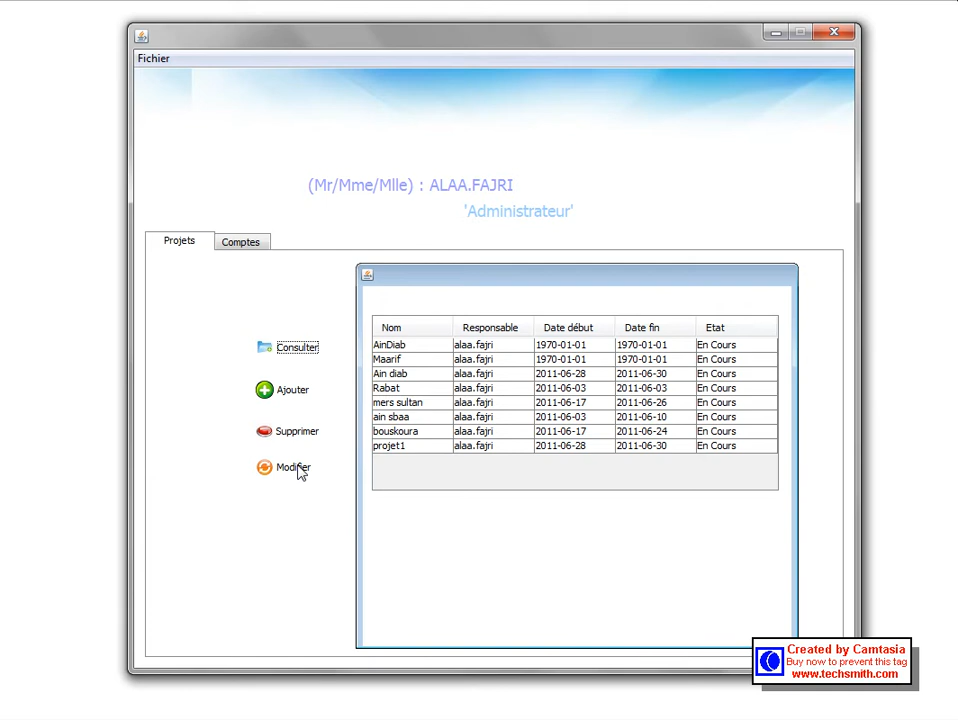 Fichier
(Mr/Mme/Mlle) : ALAA.FAJRI
'Administrateur'
Projets Comptes
Consulter
Ajouter
Supprimer
Modifier
Nom Responsable Date début Date fin Etat
AinDiab alaa.fajri 1970-01-01 1970-01-01 En Cours
Maarif alaa.fajri 1970-01-01 1970-01-01 En Cours
Ain diab alaa.fajri 2011-06-28 2011-06-30 En Cours
Rabat alaa.fajri 2011-06-03 2011-06-03 En Cours
mers sultan alaa.fajri 2011-06-17 2011-06-26 En Cours
ain sbaa alaa.fajri 2011-06-03 2011-06-10 En Cours
bouskoura alaa.fajri 2011-06-17 2011-06-24 En Cours
projet1 alaa.fajri 2011-06-28 2011-06-30 En Cours
Created by Camtasia
Buy now to prevent this tag
www.techsmith.com